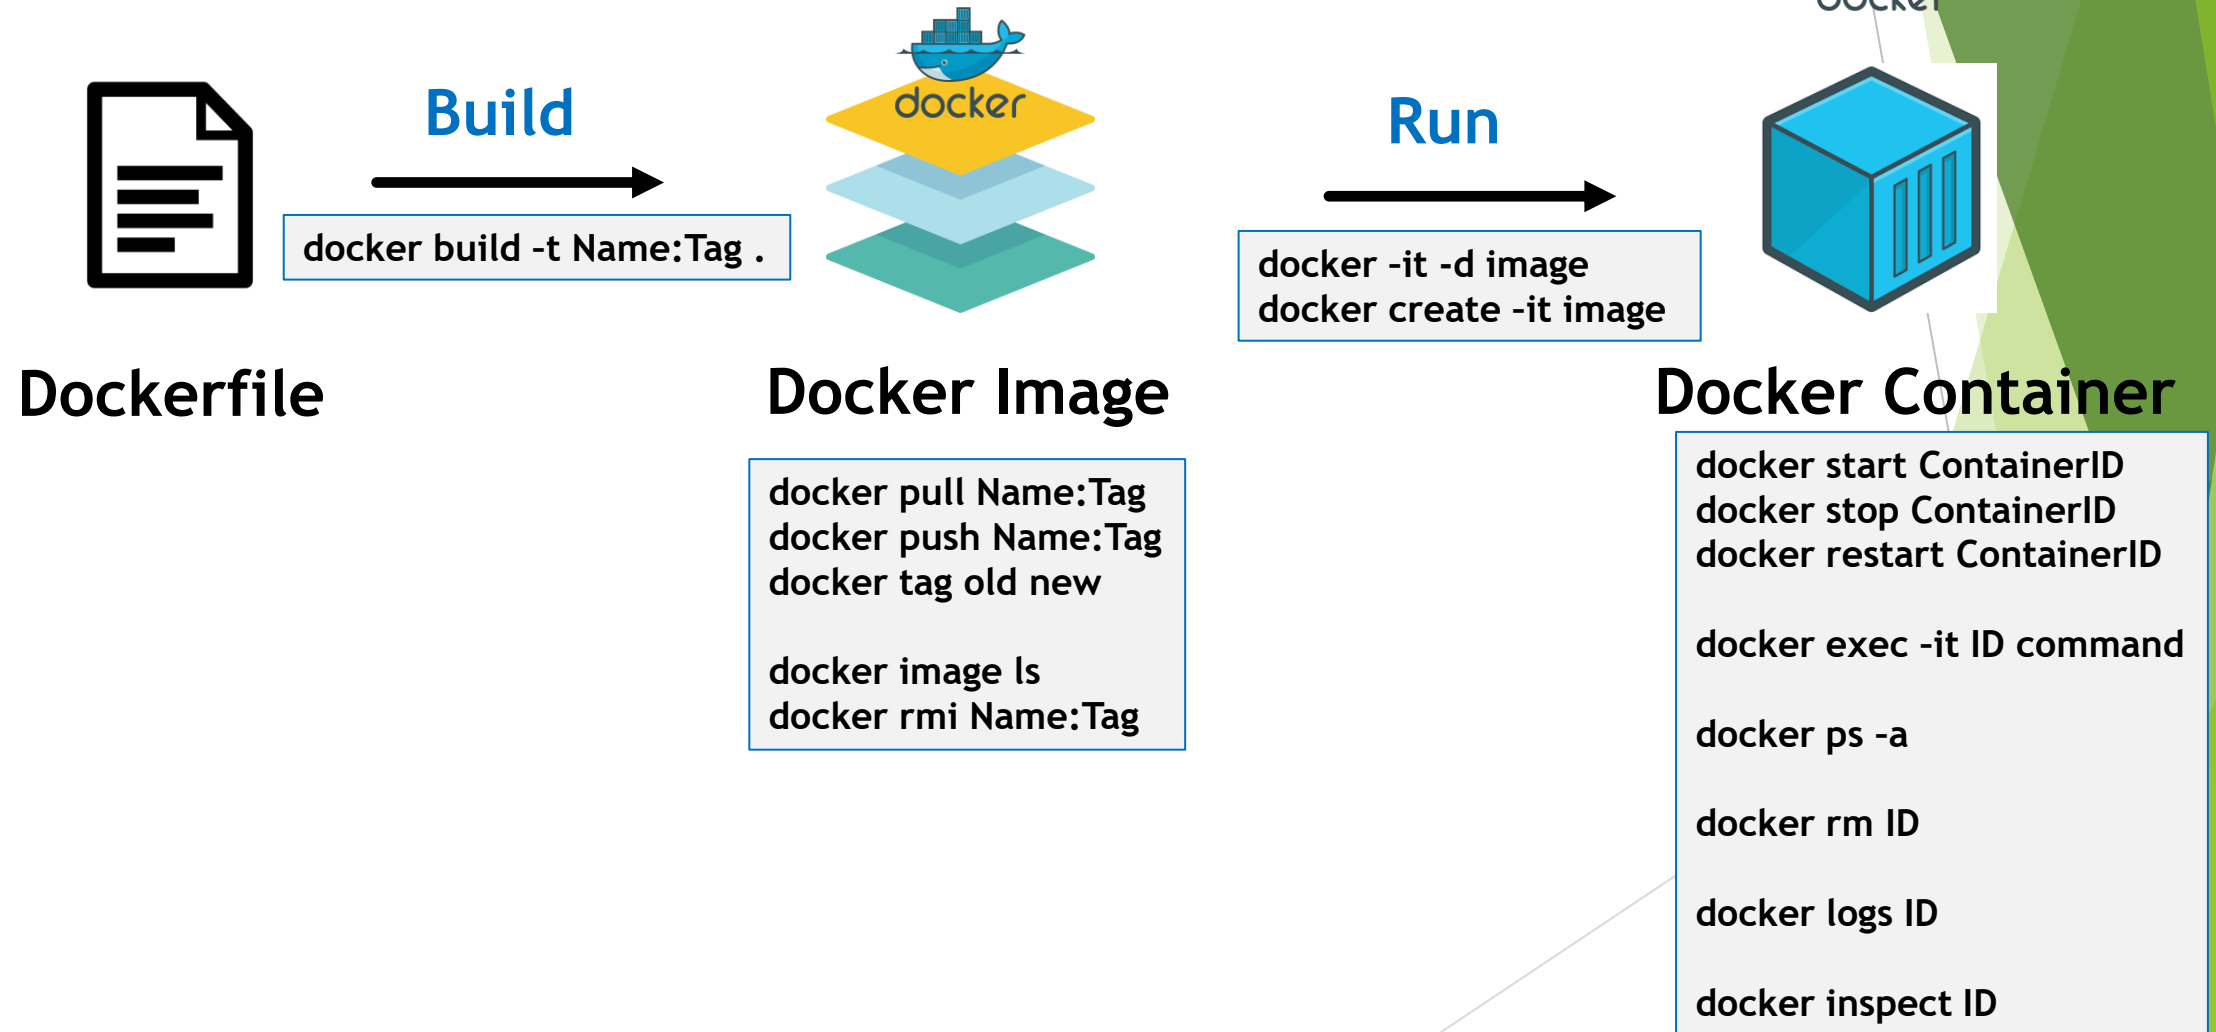 docker
docker
Build
Run
docker build –t Name:Tag .
docker –it -d image
docker create –it image
Dockerfile
Docker Image
Docker Container
docker pull Name:Tag
docker push Name:Tag
docker tag old new
docker image ls
docker rmi Name:Tag
docker start ContainerID
docker stop ContainerID
docker restart ContainerID
docker exec –it ID command
docker ps –a
docker rm ID
docker logs ID
docker inspect ID